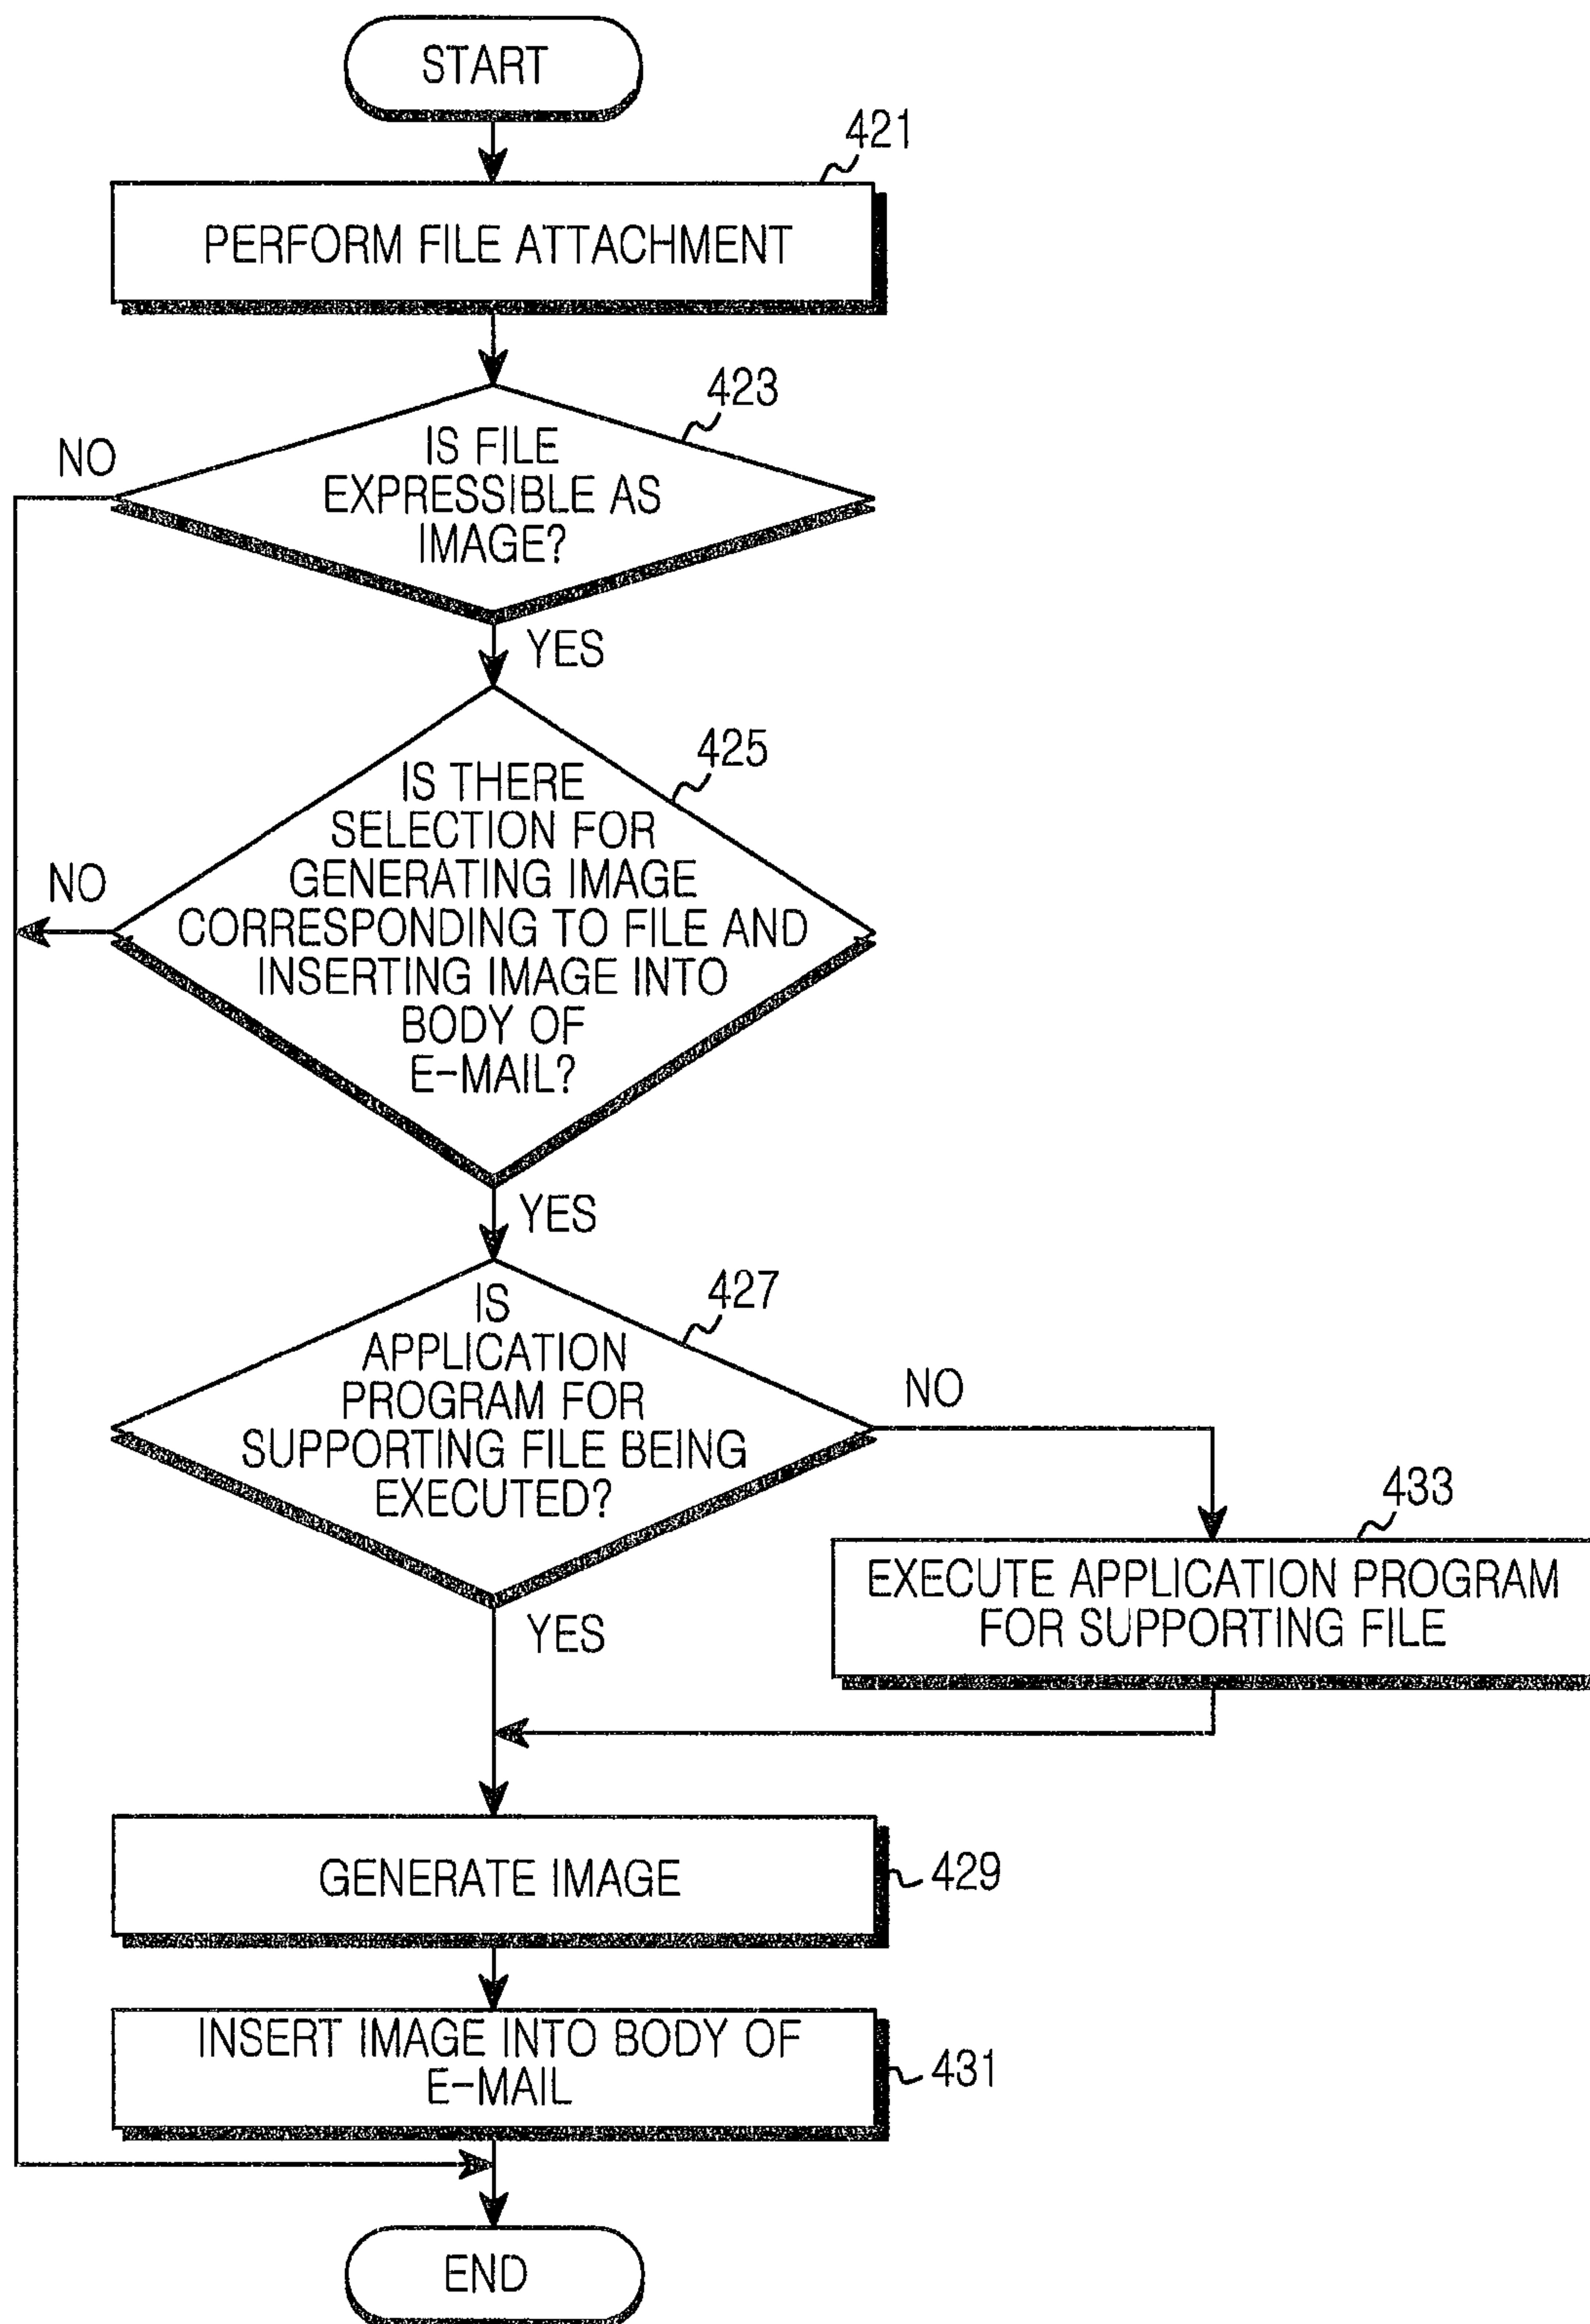 START
421
PERFORM FILE ATTACHMENT
423
NO
IS FILE
EXPRESSIBLE AS
IMAGE?
YES
425
IS THERE
SELECTION FOR
GENERATING IMAGE
CORRESPONDING TO FILE AND
INSERTING IMAGE INTO
BODY OF
E-MAIL?
NO
YES
427
IS
APPLICATION
PROGRAM FOR
SUPPORTING FILE BEING
EXECUTED?
NO
433
EXECUTE APPLICATION PROGRAM
FOR SUPPORTING FILE
YES
GENERATE IMAGE
429
INSERT IMAGE INTO BODY OF
E-MAIL
431
END